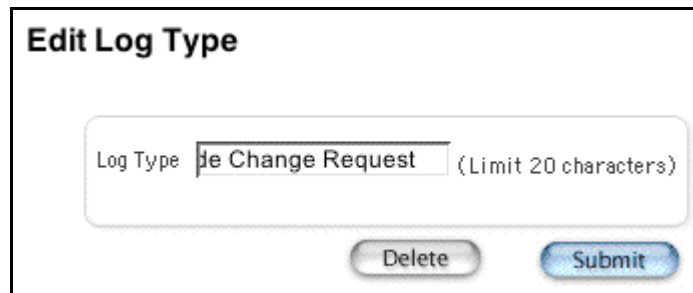 Edit Log Type
Log Type de Change Request (Limit 20 characters)
Delete Submit